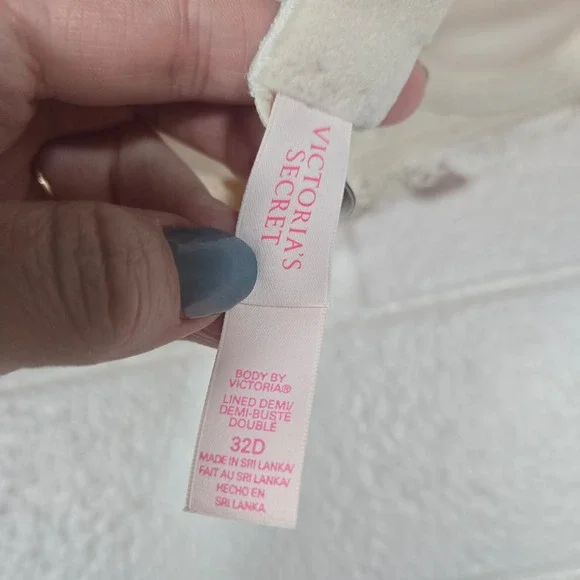 VICTORIA'S
SECRET
BODY BY
VICTORIA®
LINED DEMI/
DEMI-BUSTE
DOUBLÉ
32D
MADE IN SRI LANKA/
FAIT AU SRI LANKA/
HECHO EN
SRI LANKA